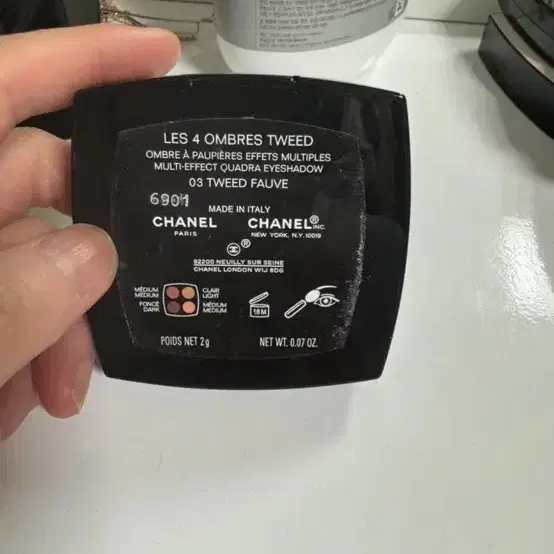 LES 4 OMBRES TWEED
OMBRE À PAUPIÈRES EFFETS MULTIPLES
MULTI-EFFECT QUADRA EYESHADOW
03 TWEED FAUVE
6901
MADE IN ITALY
CHANEL CHANEL® INC.
PARIS NEW YORK, N.Y. 10019
®
92200 NEUILLY SUR SEINE
CHANEL LONDON W1J 6DG
MÉDIUM CLAIR
MEDIUM LIGHT
FONCÉ MÉDIUM
DARK MEDIUM
18 M
POIDS NET 2g NET WT. 0.07 OZ.